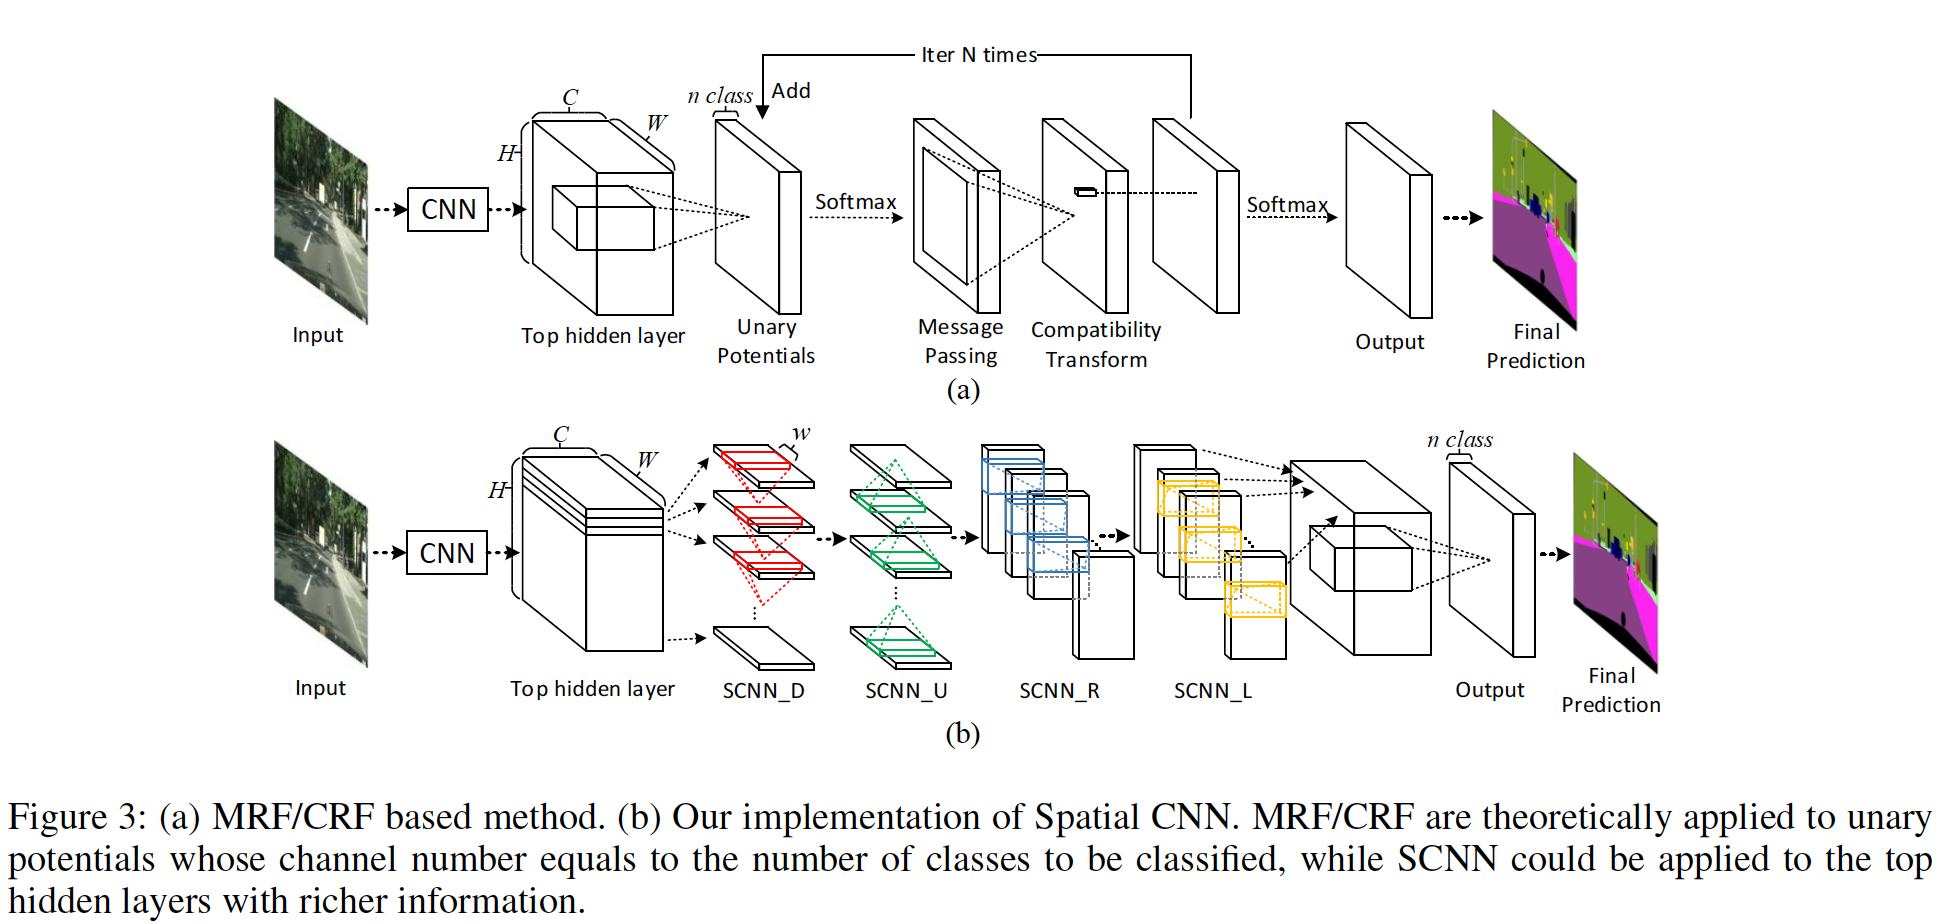 Iter N times
Add
n class
C
W
H
CNN
Softmax
Softmax
Input
Top hidden layer
Unary
Potentials
Message
Passing
Compatibility
Transform
Output
Final
Prediction
(a)
C
W
H
w
n class
CNN
Input
Top hidden layer
SCNN_D
SCNN_U
SCNN_R
SCNN_L
Output
Final
Prediction
(b)
Figure 3: (a) MRF/CRF based method. (b) Our implementation of Spatial CNN. MRF/CRF are theoretically applied to unary
potentials whose channel number equals to the number of classes to be classified, while SCNN could be applied to the top
hidden layers with richer information.